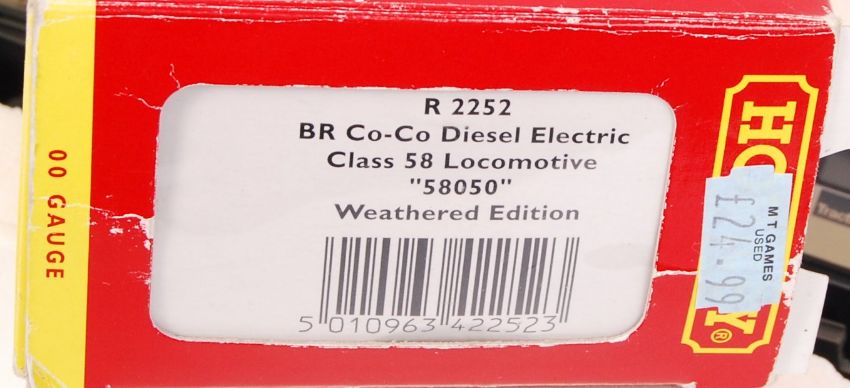 00 GAUGE
R 2252
BR Co-Co Diesel Electric
Class 58 Locomotive
"58050"
Weathered Edition
5 010963 422523
MT GAMES
USED
£24.99
®